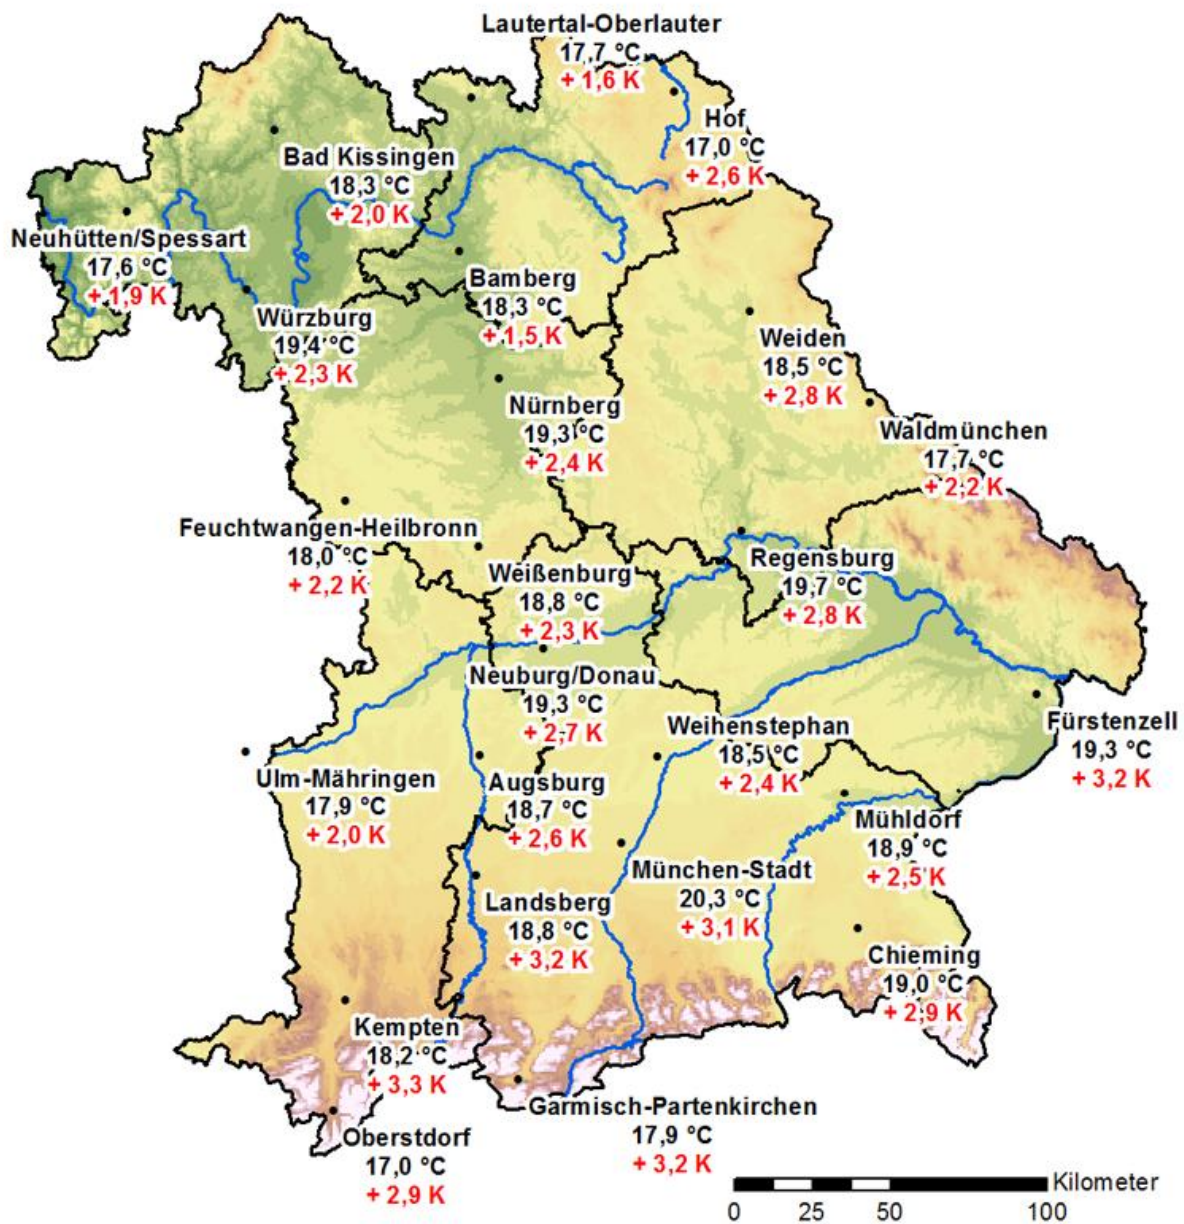 Lautertal-Oberlauter
17,7 °C
+ 1,6 K
Hof
17,0 °C
+ 2,6 K
Bad Kissingen
18,3 °C
+ 2,0 K
Neuhütten/Spessart
17,6 °C
+ 1,9 K
Bamberg
18,3 °C
+ 1,5 K
Würzburg
19,4 °C
+ 2,3 K
Weiden
18,5 °C
+ 2,8 K
Nürnberg
19,3 °C
+ 2,4 K
Waldmünchen
17,7 °C
+ 2,2 K
Feuchtwangen-Heilbronn
18,0 °C
+ 2,2 K
Regensburg
19,7 °C
+ 2,8 K
Weißenburg
18,8 °C
+ 2,3 K
Neuburg/Donau
19,3 °C
+ 2,7 K
Weihenstephan
18,5 °C
+ 2,4 K
Fürstenzell
19,3 °C
+ 3,2 K
Ulm-Mähringen
17,9 °C
+ 2,0 K
Augsburg
18,7 °C
+ 2,6 K
Mühldorf
18,9 °C
+ 2,5 K
München-Stadt
20,3 °C
+ 3,1 K
Landsberg
18,8 °C
+ 3,2 K
Chieming
19,0 °C
+ 2,9 K
Kempten
18,2 °C
+ 3,3 K
Garmisch-Partenkirchen
17,9 °C
+ 3,2 K
Oberstdorf
17,0 °C
+ 2,9 K
Kilometer
0 25 50 100